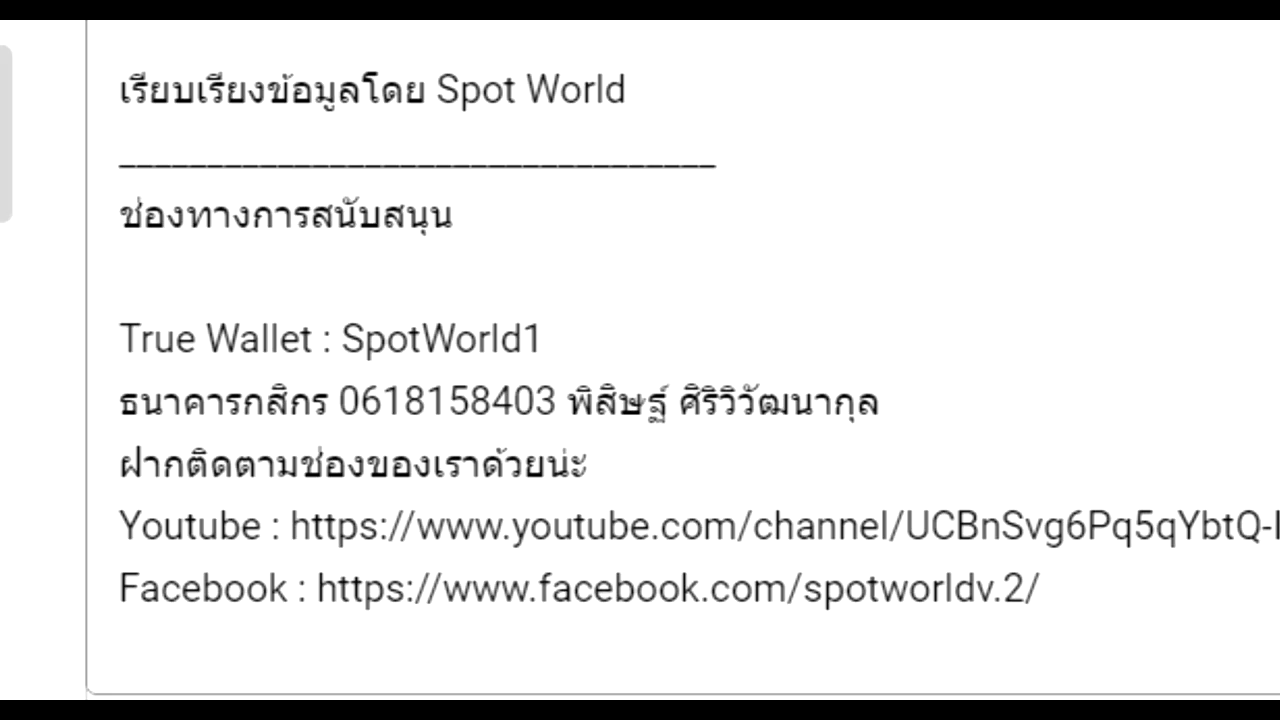 เรียบเรียงข้อมูลโดย Spot World
__________________________________
ช่องทางการสนับสนุน
True Wallet : SpotWorld1
ธนาคารกสิกร 0618158403 พิสิษฐ์ ศิริวิวัฒนากุล
ฝากติดตามช่องของเราด้วยน่ะ
Youtube : https://www.youtube.com/channel/UCBnSvg6Pq5qYbtQ-
Facebook : https://www.facebook.com/spotworldv.2/